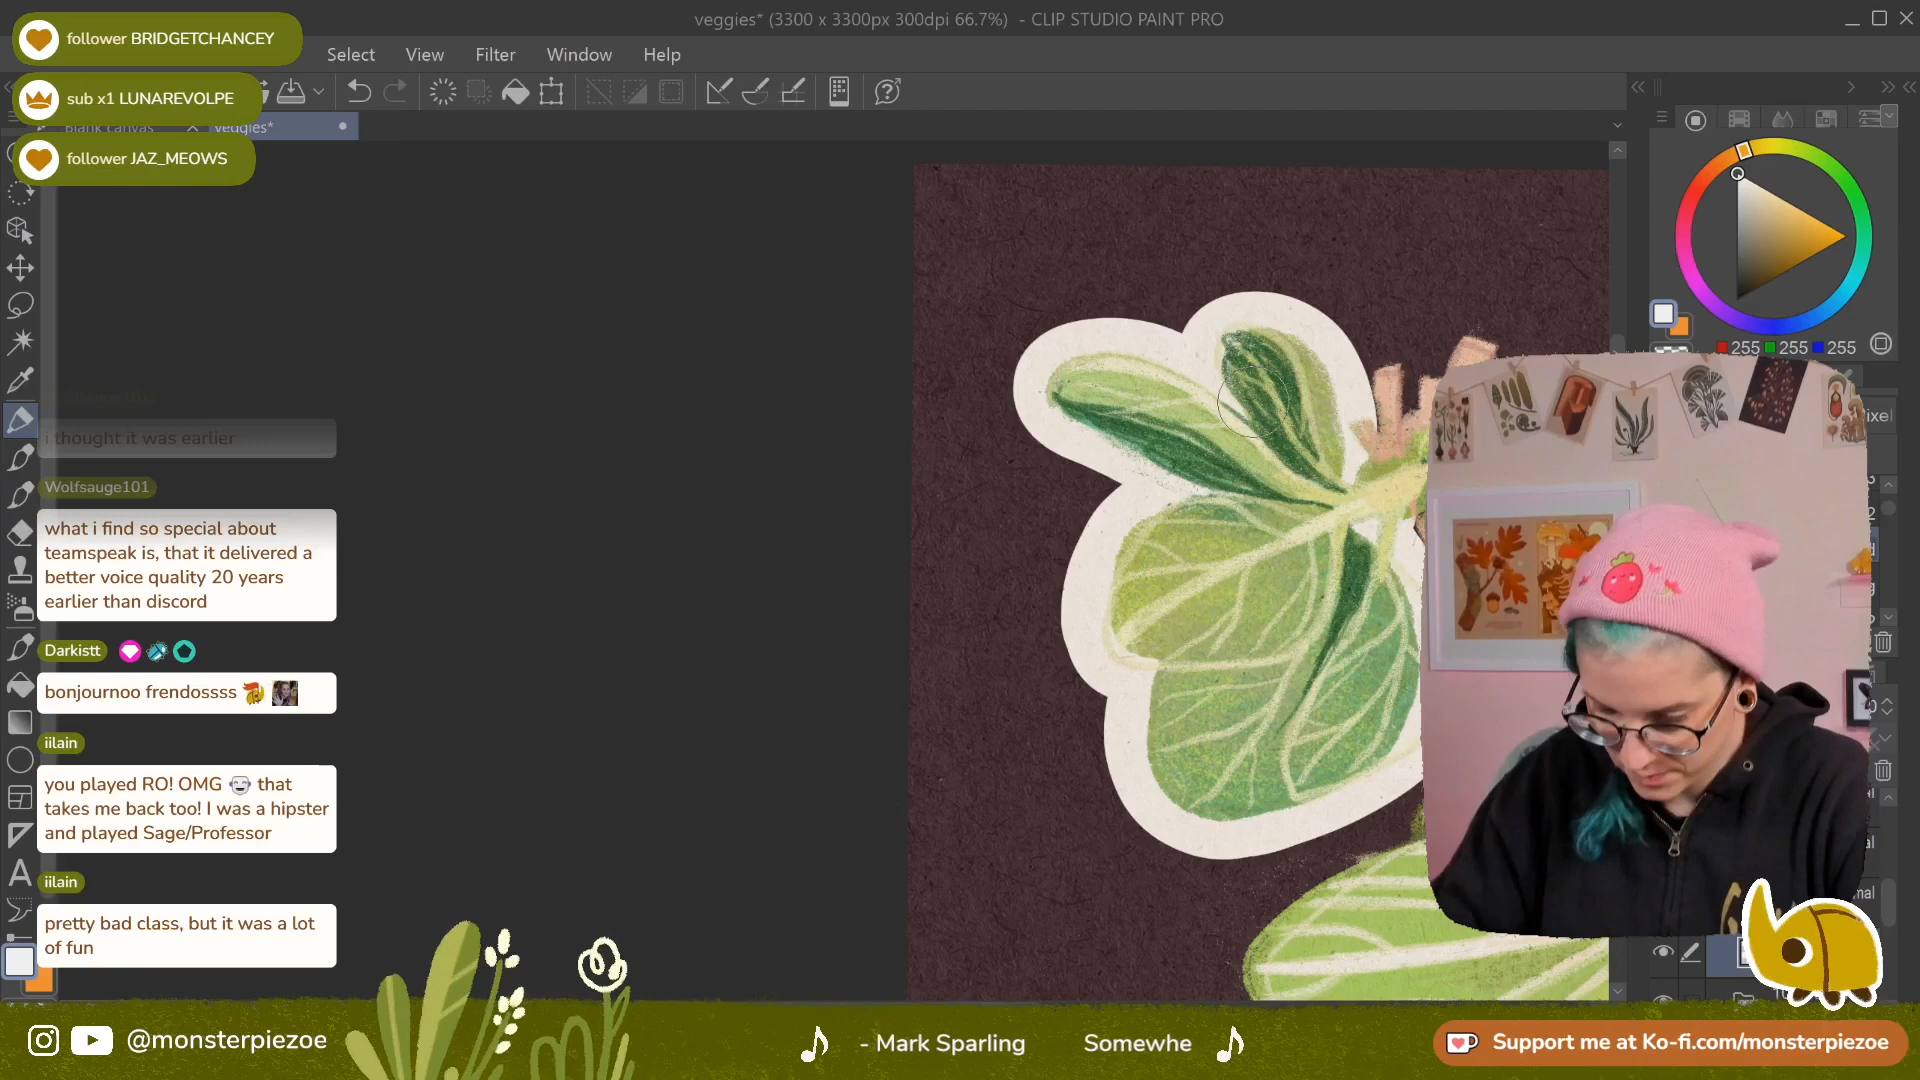 veggies* (3300 x 3300px 300dpi 66.7%) - CLIP STUDIO PAINT PRO
follower BRIDGETCHANCEY
Select View Filter Window Help
sub x1 LUNAREVOLPE
blank canvas
veggies*
follower JAZ_MEOWS
255 255 255
i thought it was earlier
Wolfsauge101
what i find so special about
teamspeak is, that it delivered a
better voice quality 20 years
earlier than discord
Darkistt
bonjournoo frendossss
iilain
you played RO! OMG that
takes me back too! I was a hipster
and played Sage/Professor
iilain
pretty bad class, but it was a lot
of fun
@monsterpiezoe
- Mark Sparling
Somewhe
Support me at Ko-fi.com/monsterpiezoe